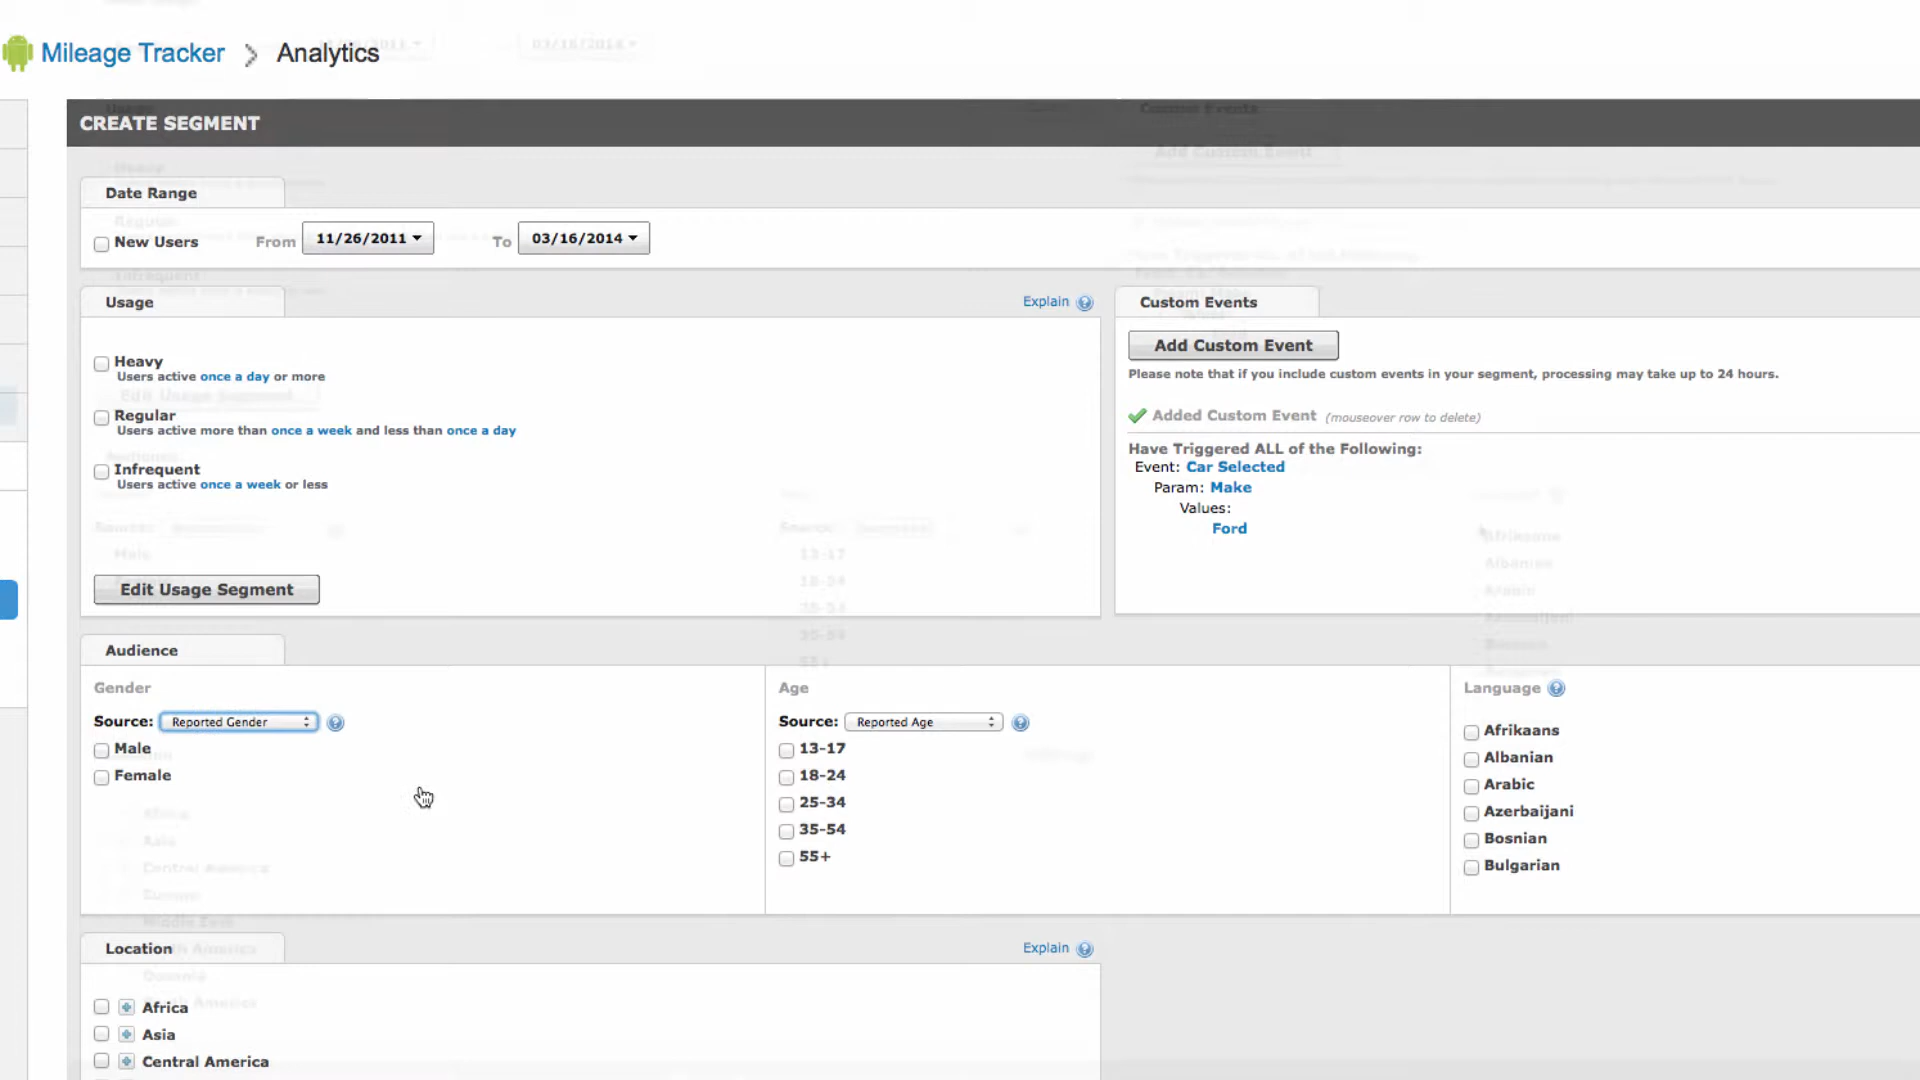 Mileage Tracker > Analytics
CREATE SEGMENT
Date Range
New Users From 11/26/2011 To 03/16/2014
Usage
Explain
Heavy
Users active once a day or more
Regular
Users active more than once a week and less than once a day
Infrequent
Users active once a week or less
Edit Usage Segment
Custom Events
Add Custom Event
Please note that if you include custom events in your segment, processing may take up to 24 hours.
Added Custom Event (mouseover row to delete)
Have Triggered ALL of the Following:
Event: Car Selected
Param: Make
Values:
Ford
Audience
Gender
Source: Reported Gender
Male
Female
Age
Source: Reported Age
13-17
18-24
25-34
35-54
55+
Language
Afrikaans
Albanian
Arabic
Azerbaijani
Bosnian
Bulgarian
Location
Explain
Africa
Asia
Central America